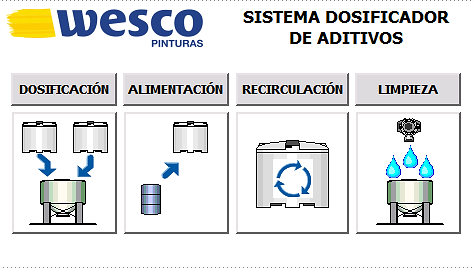 wesco
PINTURAS
SISTEMA DOSIFICADOR
DE ADITIVOS
DOSIFICACIÓN
ALIMENTACIÓN
RECIRCULACIÓN
LIMPIEZA